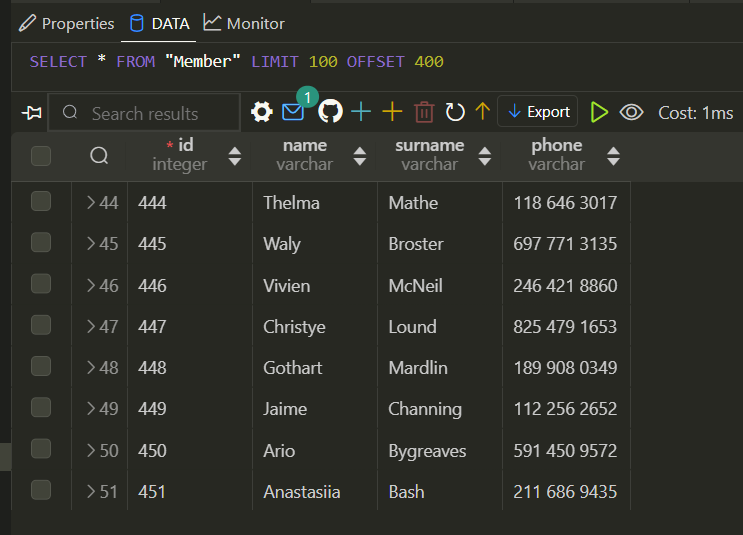 Properties DATA Monitor
SELECT * FROM "Member" LIMIT 100 OFFSET 400
Search results 1 Export Cost: 1ms
* id name surname phone
integer varchar varchar varchar
44 444 Thelma Mathe 118 646 3017
45 445 Waly Broster 697 771 3135
46 446 Vivien McNeil 246 421 8860
47 447 Christye Lound 825 479 1653
48 448 Gothart Mardlin 189 908 0349
49 449 Jaime Channing 112 256 2652
50 450 Ario Bygreaves 591 450 9572
51 451 Anastasiia Bash 211 686 9435